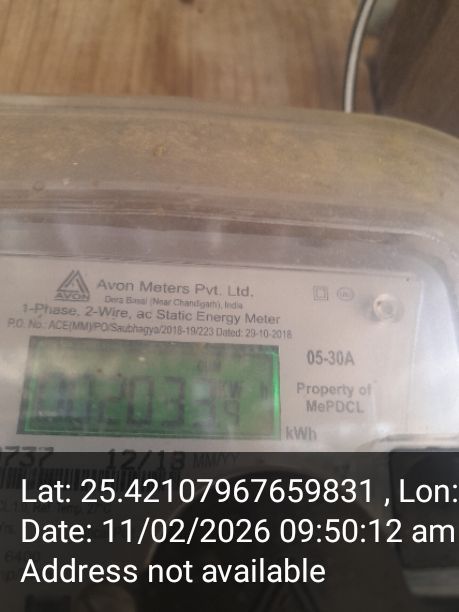 AVON
Avon Meters Pvt. Ltd.
Dera Bassi (Near Chandigarh), India
1-Phase, 2-Wire, ac Static Energy Meter
P.O. No.: ACE(MM)/PO/Saubhagya/2018-19/223 Dated: 29-10-2018
05-30A
Property of
MePDCL
kWh
MM/YY
Lat: 25.42107967659831 , Lon:
Date: 11/02/2026 09:50:12 am
Address not available